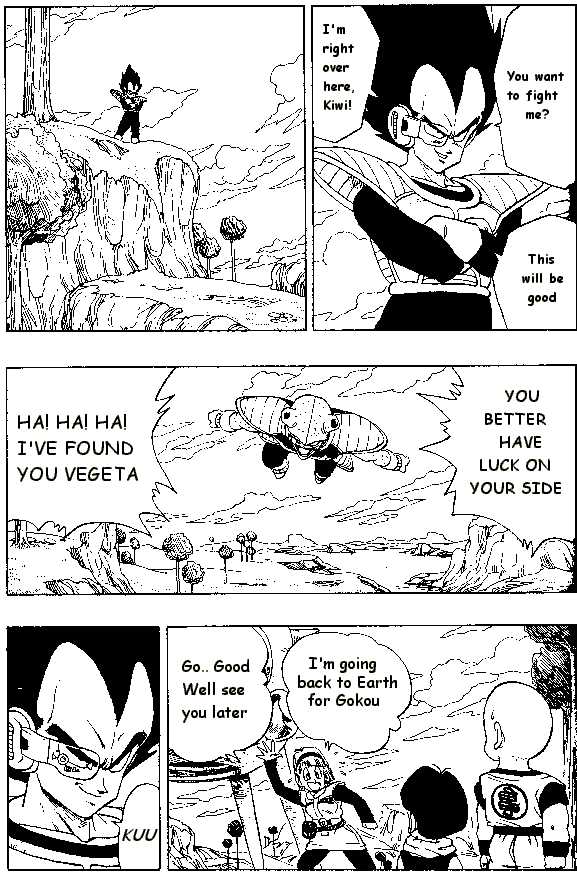 I'm
right
over
here,
Kiwi!
You want
to fight
me?
This
will be
good
HA! HA! HA!
I'VE FOUND
YOU VEGETA
YOU
BETTER
HAVE
LUCK ON
YOUR SIDE
KUU
Go.. Good
Well see
you later
I'm going
back to Earth
for Gokou